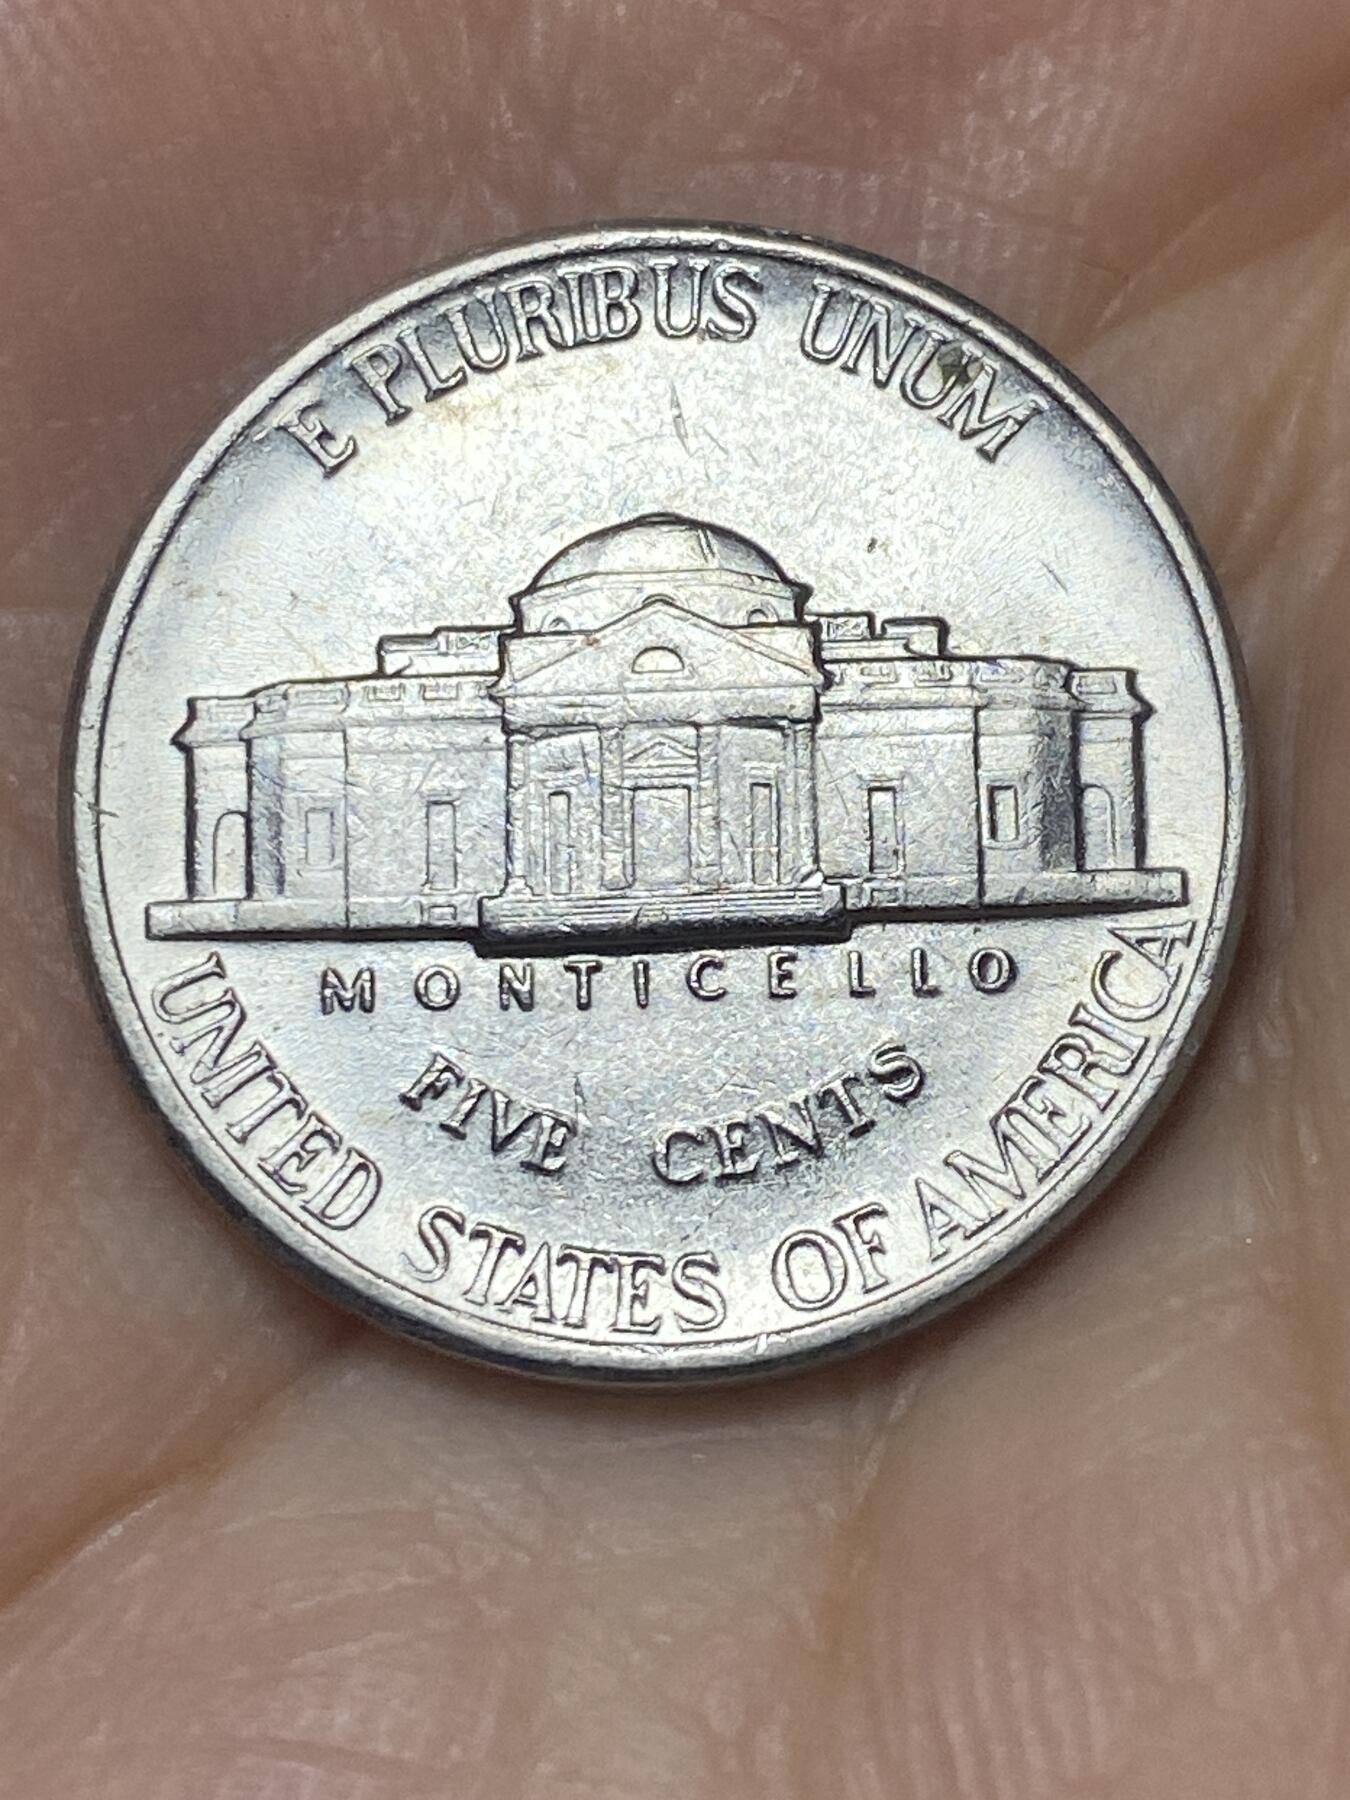 E PLURIBUS UNUM
MONTICELLO
FIVE CENTS
UNITED STATES OF AMERICA